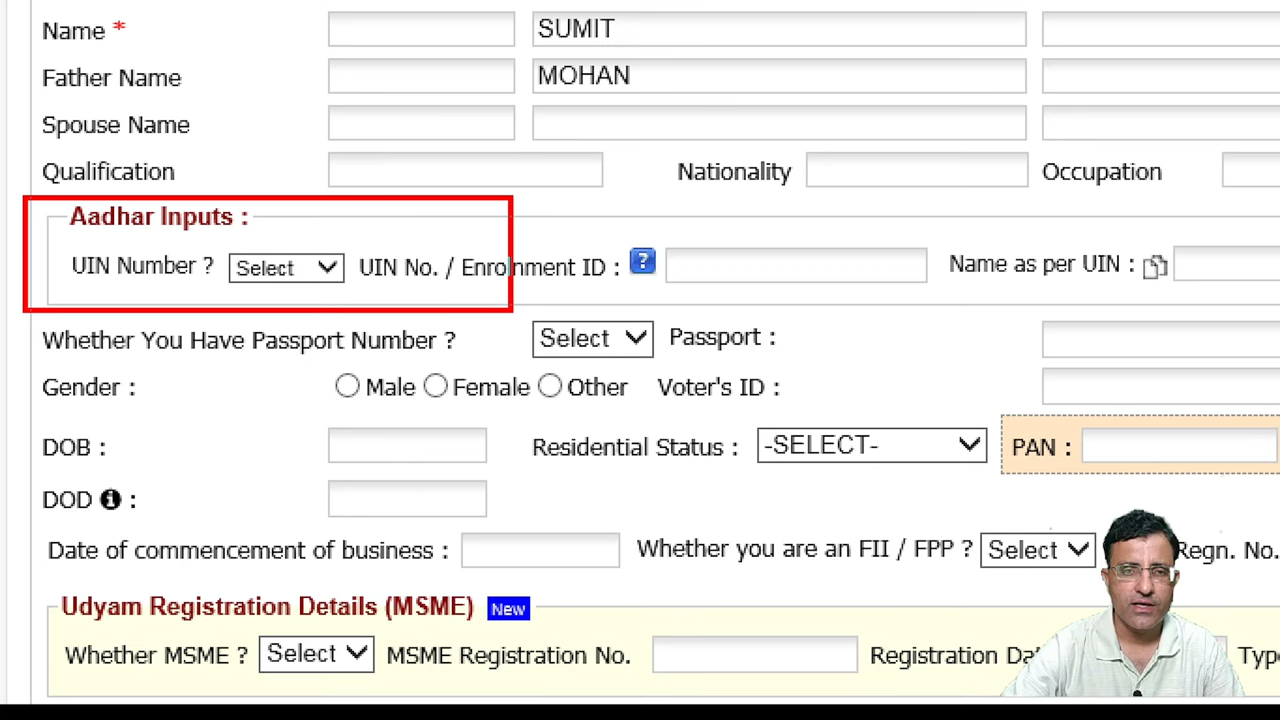 Name * SUMIT
Father Name MOHAN
Spouse Name
Qualification Nationality Occupation
Aadhar Inputs :
UIN Number ? Select UIN No. / Enrolnment ID : ? Name as per UIN :
Whether You Have Passport Number ? Select Passport :
Gender : Male Female Other Voter's ID :
DOB : Residential Status : -SELECT- PAN :
DOD i :
Date of commencement of business : Whether you are an FII / FPP ? Select Regn. No.
Udyam Registration Details (MSME) New
Whether MSME ? Select MSME Registration No. Registration Type